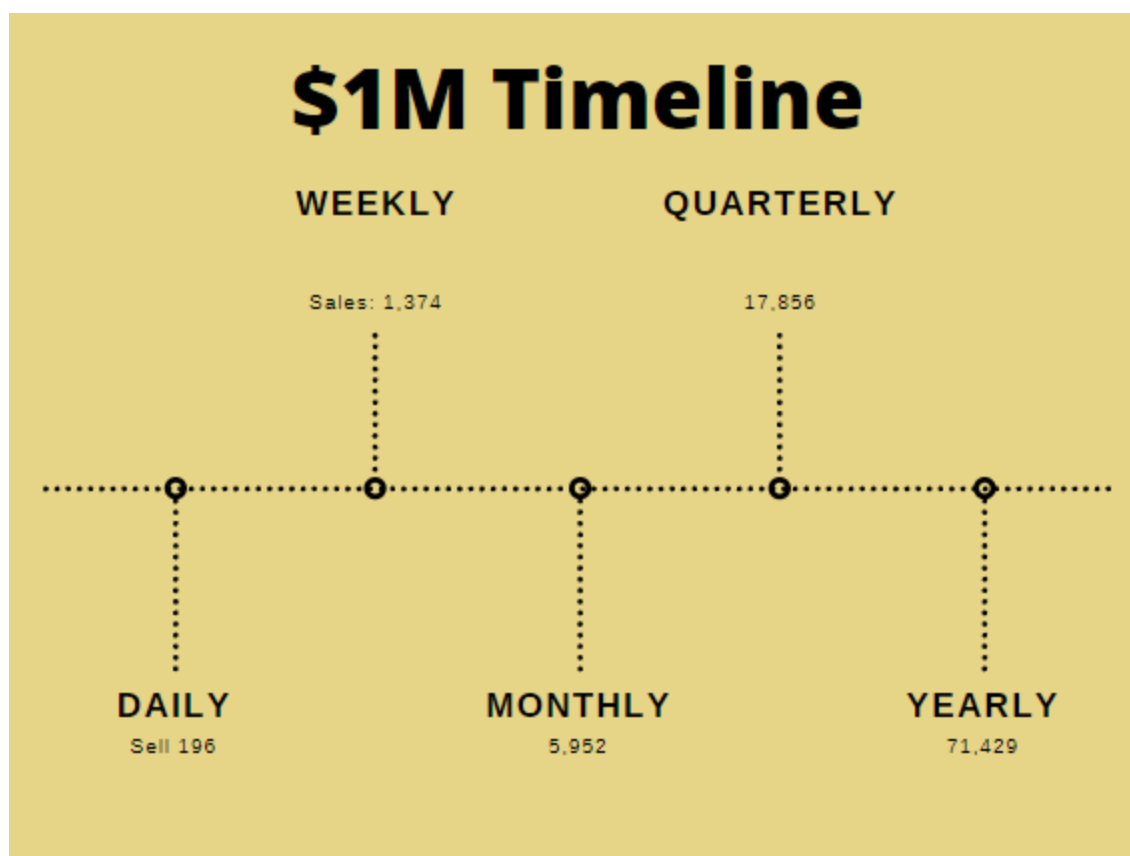 $1M Timeline
WEEKLY
QUARTERLY
Sales: 1,374
17,856
DAILY
MONTHLY
YEARLY
Sell 196
5,952
71,429